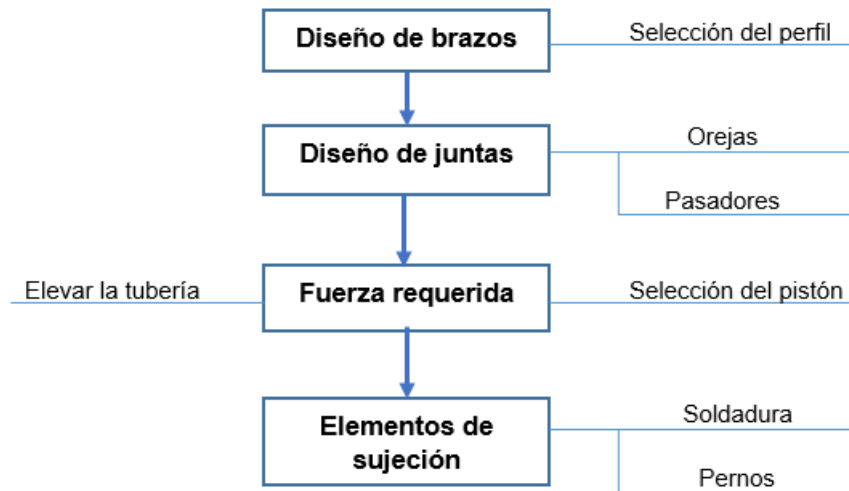 Diseño de brazos
Selección del perfil
Diseño de juntas
Orejas
Pasadores
Elevar la tubería
Fuerza requerida
Selección del pistón
Elementos de
sujeción
Soldadura
Pernos